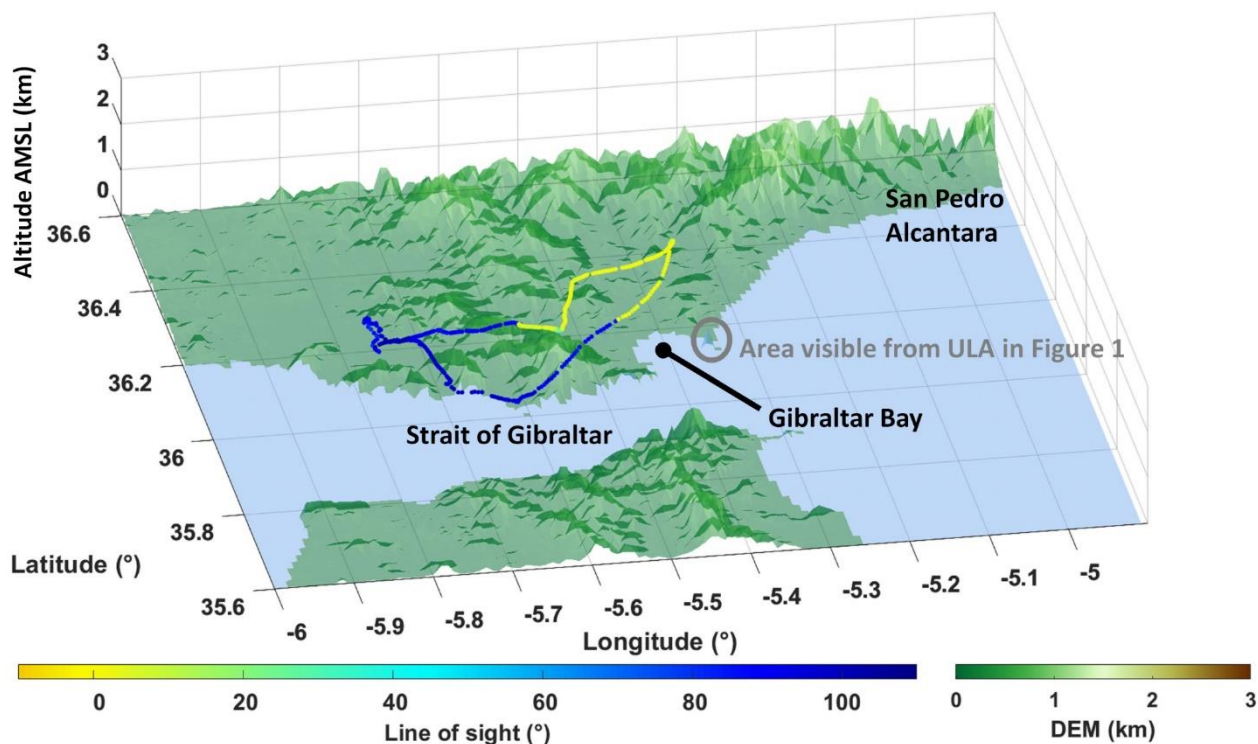 Altitude AMSL (km)
3
2
1
0
36.6
36.4
36.2
36
35.8
35.6
Latitude (°)
San Pedro
Alcantara
Area visible from ULA in Figure 1
Gibraltar Bay
Strait of Gibraltar
-6
-5.9
-5.8
-5.7
-5.6
-5.5
-5.4
-5.3
-5.2
-5.1
-5
Longitude (°)
0 20 40 60 80 100
Line of sight (°)
0 1 2 3
DEM (km)